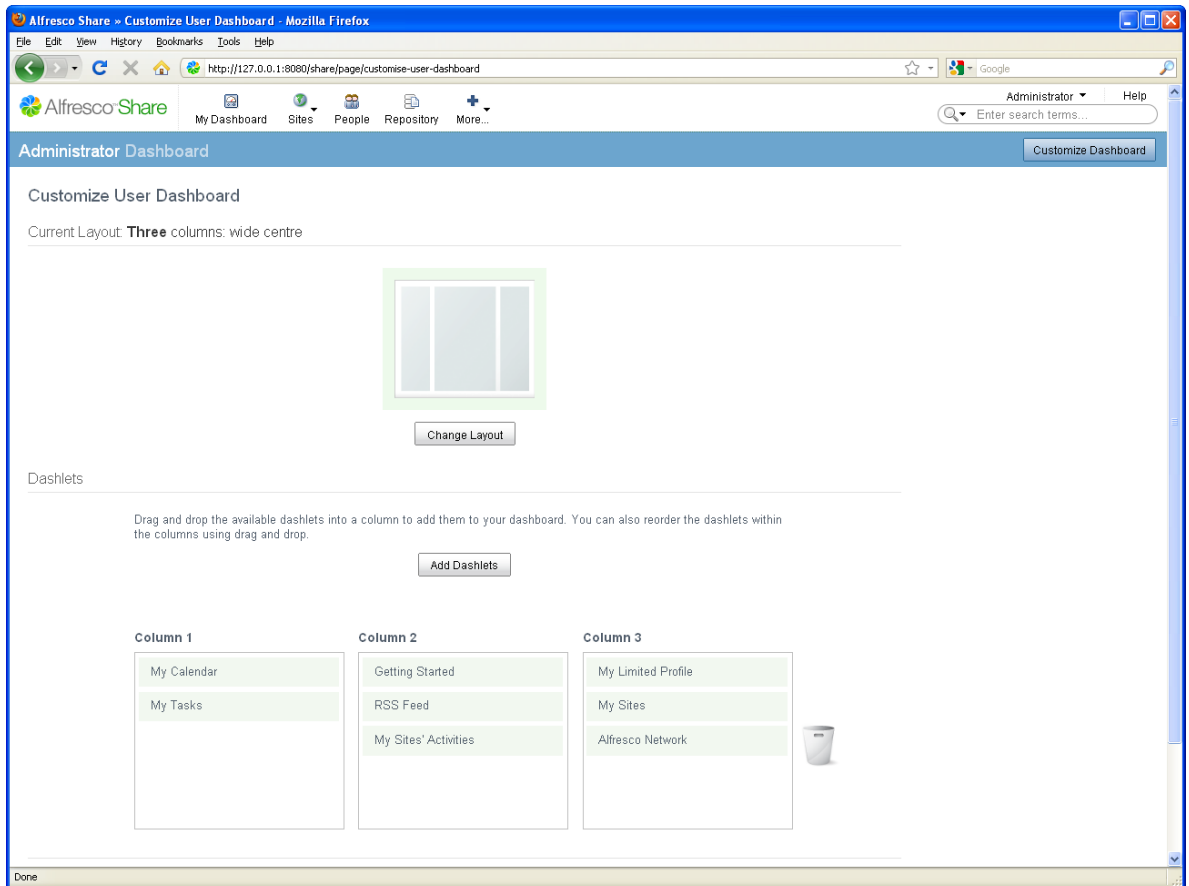 Alfresco Share » Customize User Dashboard - Mozilla Firefox
File Edit View History Bookmarks Tools Help
http://127.0.0.1:8080/share/page/customise-user-dashboard
Google
Alfresco Share
My Dashboard Sites People Repository More...
Administrator Help
Enter search terms...
Administrator Dashboard
Customize Dashboard
Customize User Dashboard
Current Layout: Three columns: wide centre
Change Layout
Dashlets
Drag and drop the available dashlets into a column to add them to your dashboard. You can also reorder the dashlets within
the columns using drag and drop.
Add Dashlets
Column 1 Column 2 Column 3
My Calendar Getting Started My Limited Profile
My Tasks RSS Feed My Sites
My Sites' Activities Alfresco Network
Done